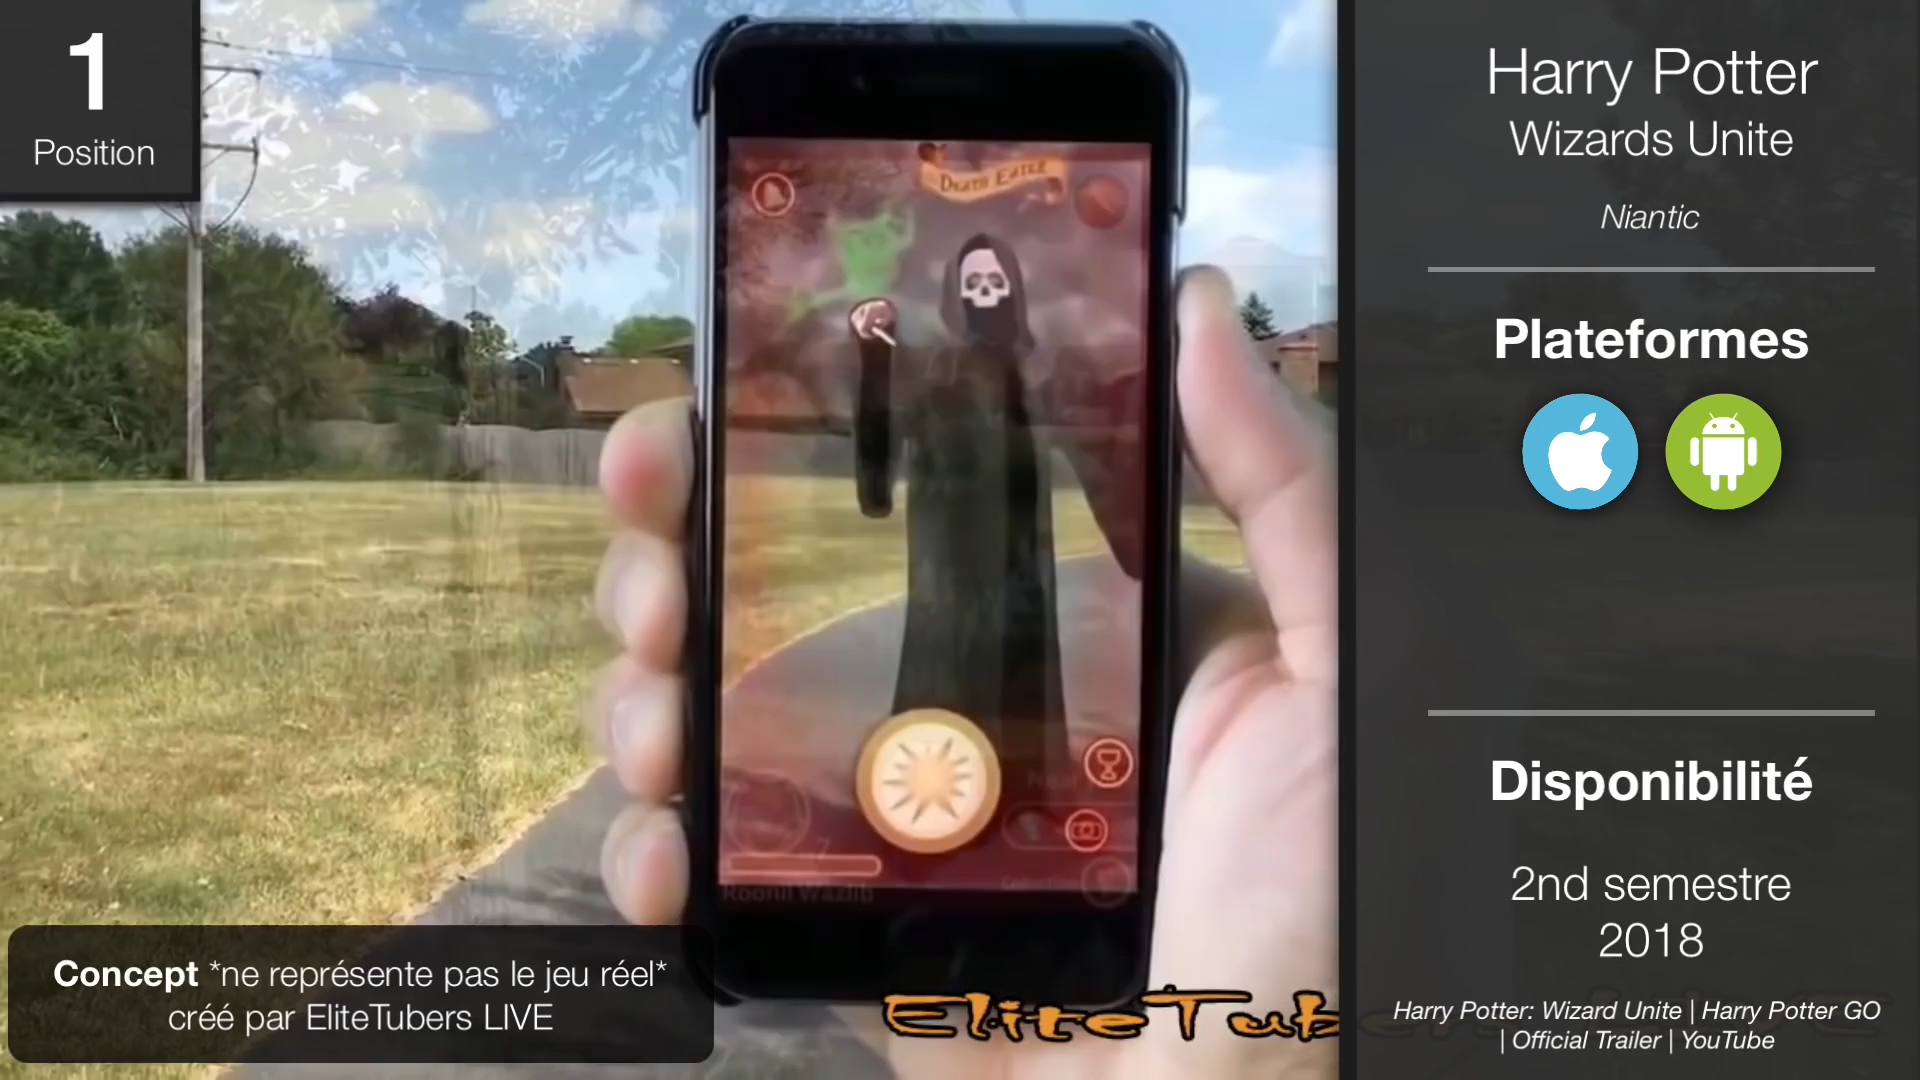 1
Position
Death Eater
Harry Potter
Wizards Unite
Niantic
Plateformes
Disponibilité
2nd semestre
2018
Concept *ne représente pas le jeu réel*
créé par EliteTubers LIVE
EliteTub
Harry Potter: Wizard Unite | Harry Potter GO
| Official Trailer | YouTube